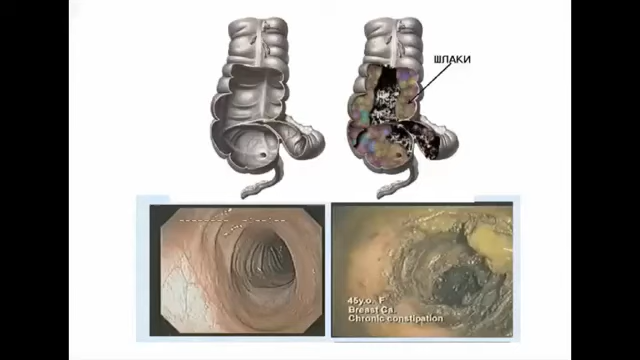 ШЛАКИ
45y.o. F
Breast Ca.
Chronic constipation